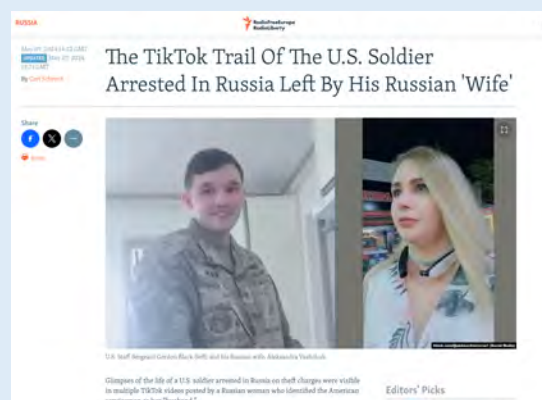 RUSSIA
RadioFreeEurope
RadioLiberty
The TikTok Trail Of The U.S. Soldier
Arrested In Russia Left By His Russian 'Wife'
UPDATED
By
Share
U.S. Staff Sergeant Gordon Black (left) and his Russian wife, Aleksandra Vashchuk
Glimpses of the life of a U.S. soldier arrested in Russia on theft charges were visible
in multiple TikTok videos posted by a Russian woman who identified the American
Editors' Picks